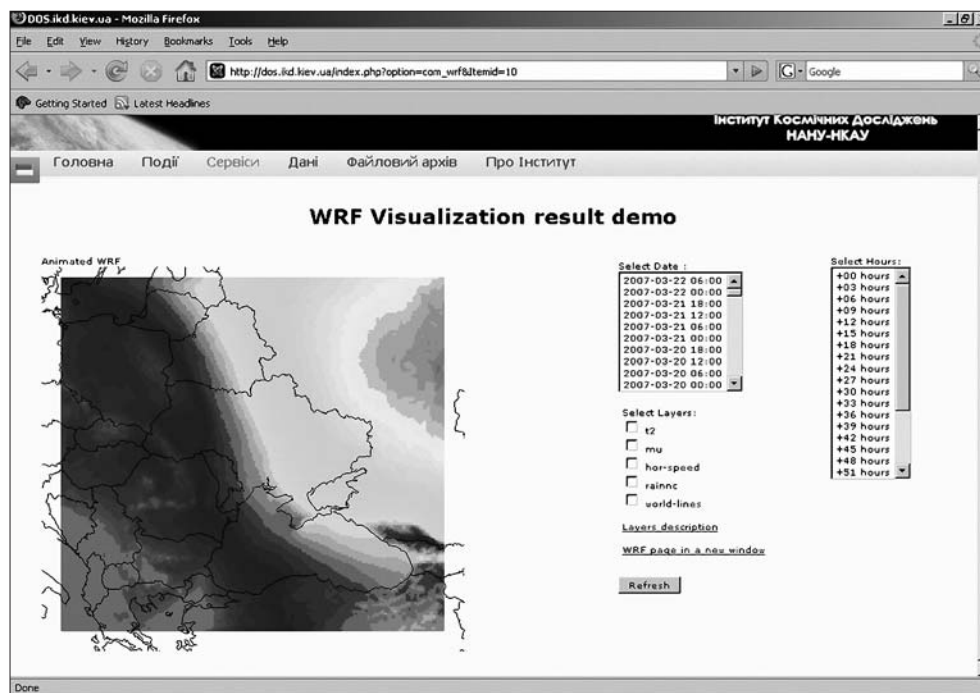 DOS.ikd.kiev.ua - Mozilla Firefox
File Edit View History Bookmarks Tools Help
http://dos.ikd.kiev.ua/index.php?option=com_wrf&Itemid=10
G Google
Getting Started Latest Headlines
Інститут Космічних Досліджень
НАНУ-НКАУ
Головна Події Сервіси Дані Файловий архів Про Інститут
WRF Visualization result demo
Animated WRF
Select Date :
2007-03-22 06:00
2007-03-22 00:00
2007-03-21 18:00
2007-03-21 12:00
2007-03-21 06:00
2007-03-21 00:00
2007-03-20 18:00
2007-03-20 12:00
2007-03-20 06:00
2007-03-20 00:00
Select Layers:
t2
mu
hor-speed
rainnc
world-lines
Layers description
WRF page in a new window
Refresh
Select Hours:
+00 hours
+03 hours
+06 hours
+09 hours
+12 hours
+15 hours
+18 hours
+21 hours
+24 hours
+27 hours
+30 hours
+33 hours
+36 hours
+39 hours
+42 hours
+45 hours
+48 hours
+51 hours
Done